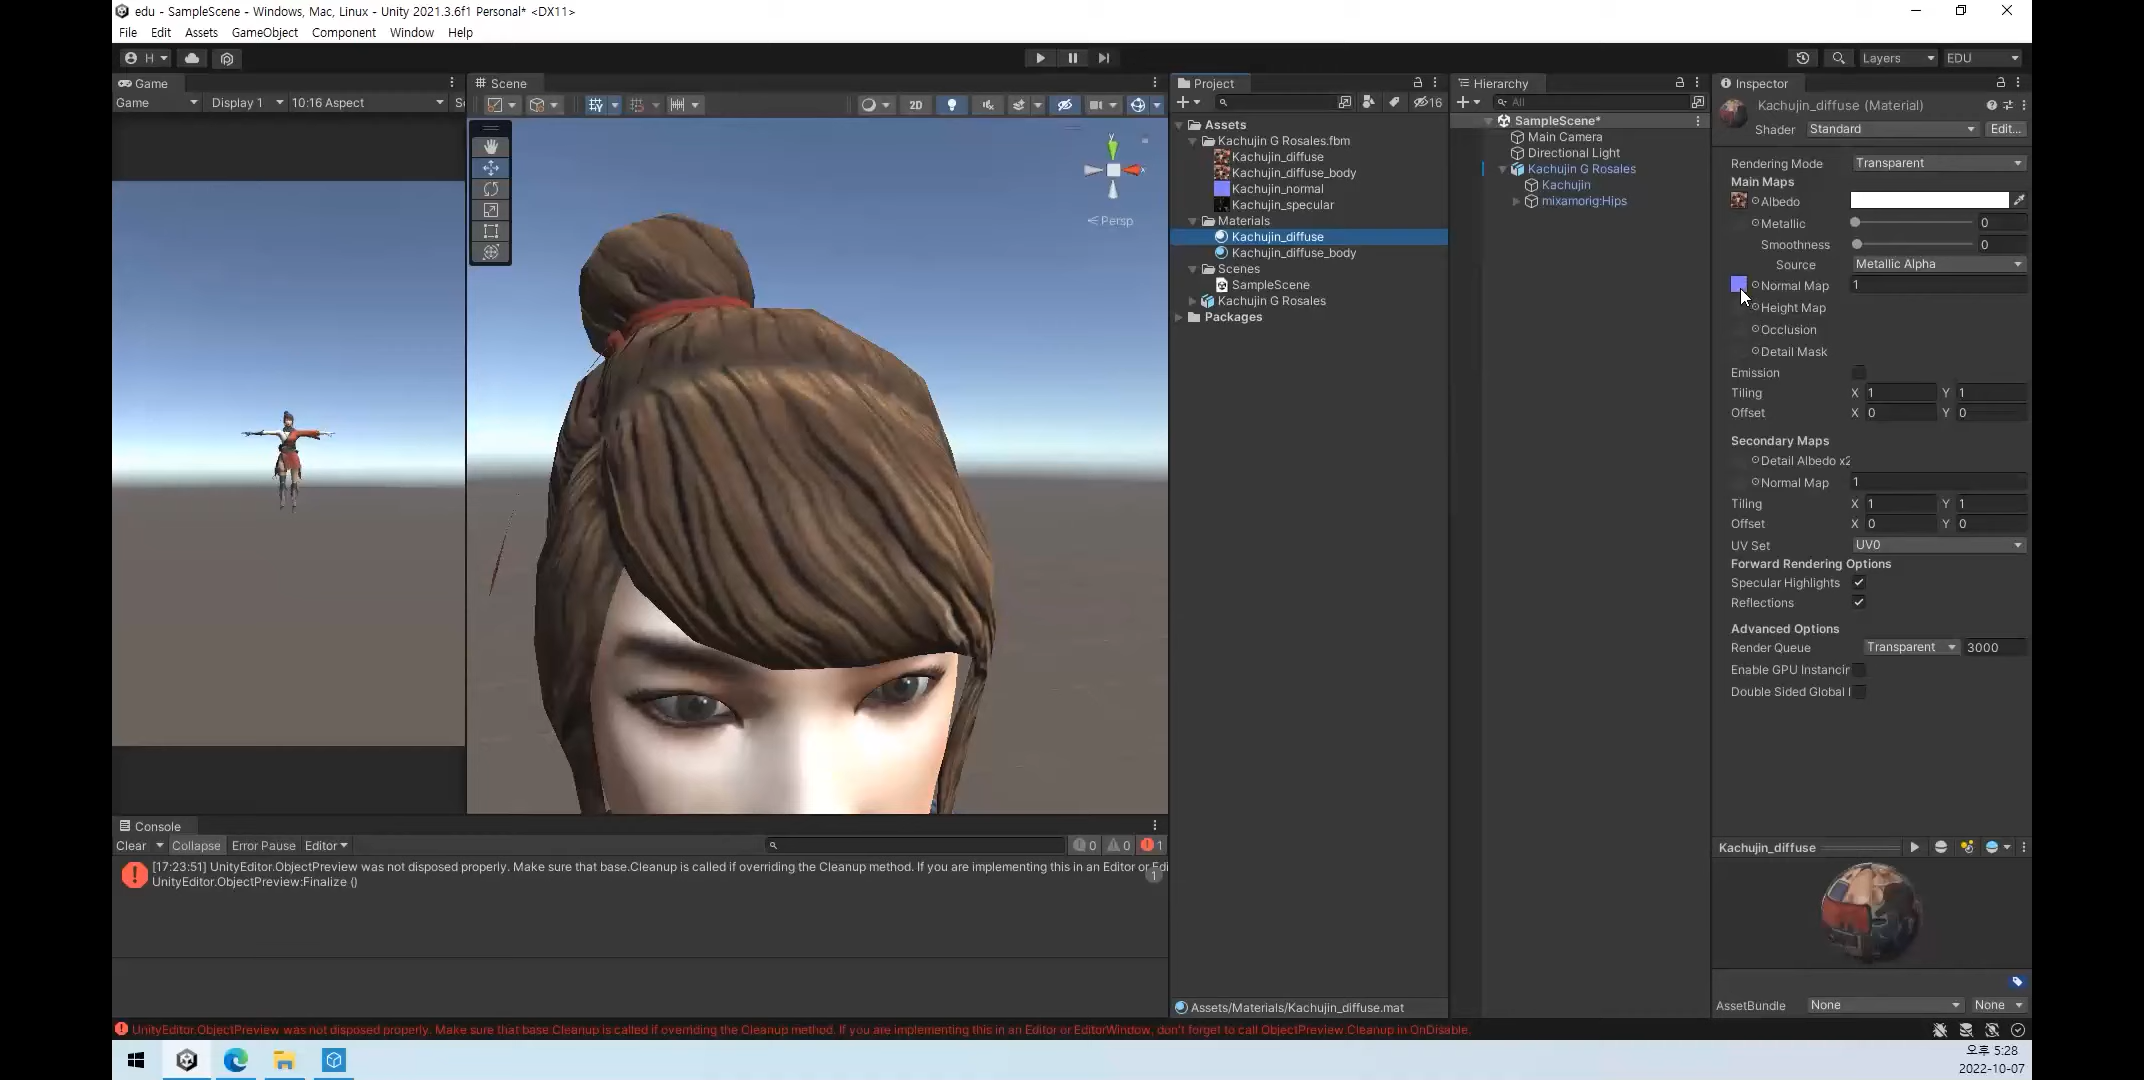 edu - SampleScene - Windows, Mac, Linux - Unity 2021.3.6f1 Personal* <DX11>
File Edit Assets GameObject Component Window Help
H
Layers
EDU
Game
Game
Display 1
10:16 Aspect
Sc
Scene
2D
y
x
Persp
Project
16
Assets
Kachujin G Rosales.fbm
Kachujin_diffuse
Kachujin_diffuse_body
Kachujin_normal
Kachujin_specular
Materials
Kachujin_diffuse
Kachujin_diffuse_body
Scenes
SampleScene
Kachujin G Rosales
Packages
Assets/Materials/Kachujin_diffuse.mat
Hierarchy
All
SampleScene*
Main Camera
Directional Light
Kachujin G Rosales
Kachujin
mixamorig:Hips
Inspector
Kachujin_diffuse (Material)
Shader Standard Edit...
Rendering Mode Transparent
Main Maps
Albedo
Metallic 0
Smoothness 0
Source Metallic Alpha
Normal Map 1
Height Map
Occlusion
Detail Mask
Emission
Tiling X 1 Y 1
Offset X 0 Y 0
Secondary Maps
Detail Albedo x2
Normal Map 1
Tiling X 1 Y 1
Offset X 0 Y 0
UV Set UV0
Forward Rendering Options
Specular Highlights
Reflections
Advanced Options
Render Queue Transparent 3000
Enable GPU Instancin
Double Sided Global I
Kachujin_diffuse
AssetBundle None None
Console
Clear Collapse Error Pause Editor
0 0 1
[17:23:51] UnityEditor.ObjectPreview was not disposed properly. Make sure that base.Cleanup is called if overriding the Cleanup method. If you are implementing this in an Editor or Edi
UnityEditor.ObjectPreview:Finalize ()
1
UnityEditor.ObjectPreview was not disposed properly. Make sure that base.Cleanup is called if overriding the Cleanup method. If you are implementing this in an Editor or EditorWindow, don't forget to call ObjectPreview.Cleanup in OnDisable.
오후 5:28
2022-10-07